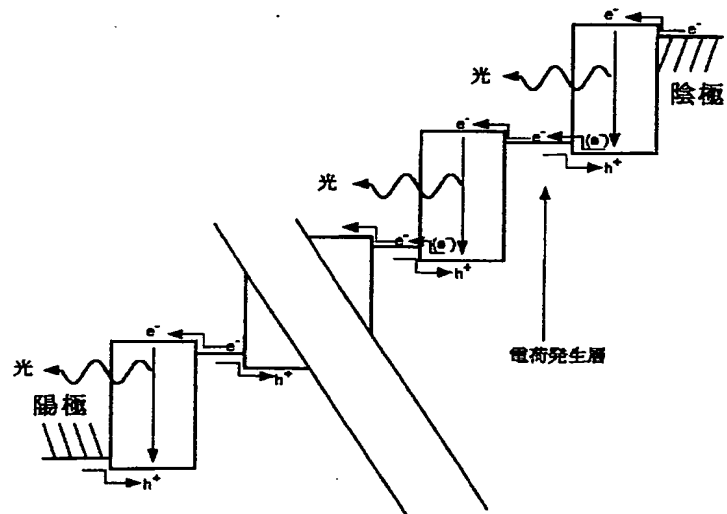 e⁻ e⁻
光
陰極
e⁻ e⁻ (e⁻)
h⁺
光
e⁻ (e⁻)
h⁺
e⁻ e⁻
電荷発生層
光
h⁺
陽極
h⁺